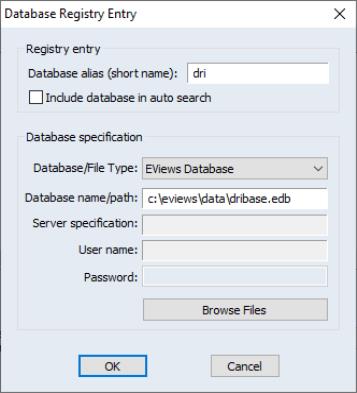 Database Registry Entry
Registry entry
Database alias (short name): dri
Include database in auto search
Database specification
Database/File Type: EViews Database
Database name/path: c:\eviews\data\dribase.edb
Server specification:
User name:
Password:
Browse Files
OK Cancel